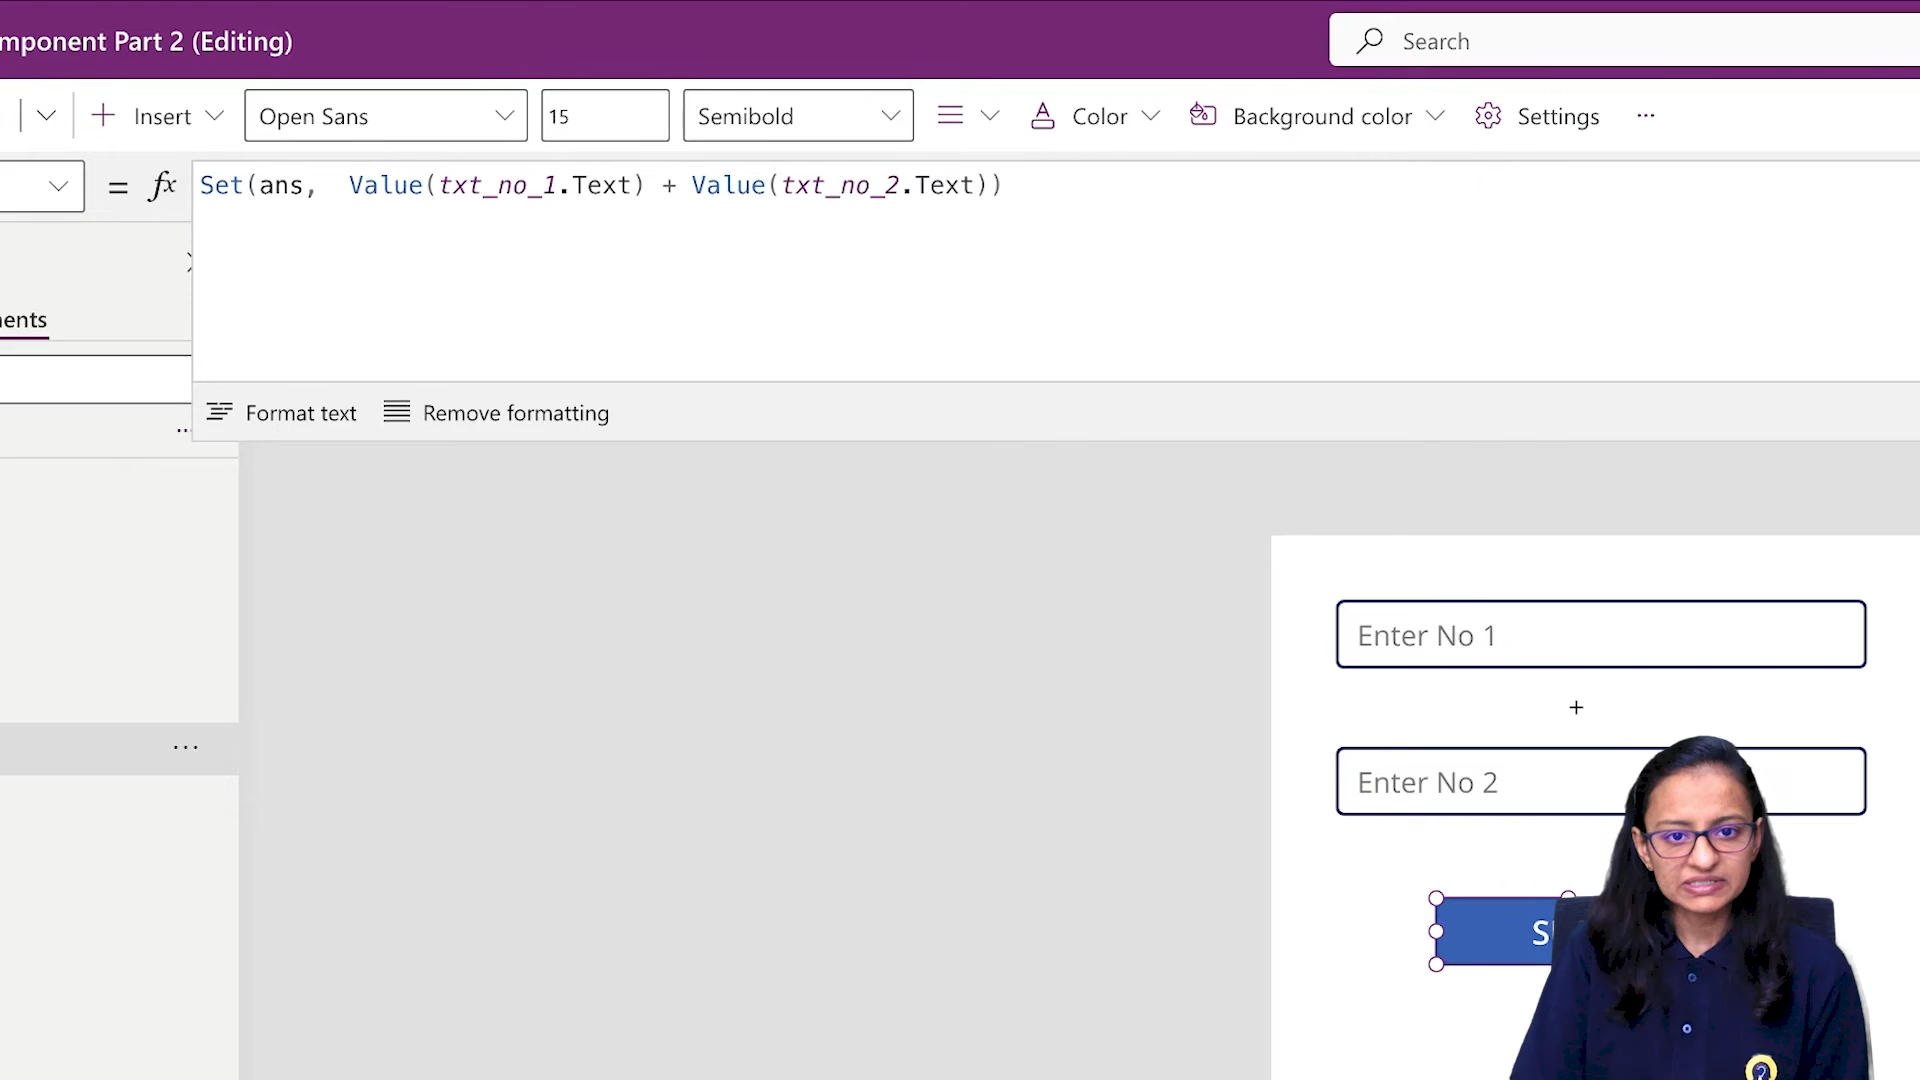 mponent Part 2 (Editing)
Search
Insert
Open Sans
15
Semibold
Color
Background color
Settings
...
= fx
Set(ans,  Value(txt_no_1.Text) + Value(txt_no_2.Text))
ents
Format text
Remove formatting
...
...
Enter No 1
+
Enter No 2
S